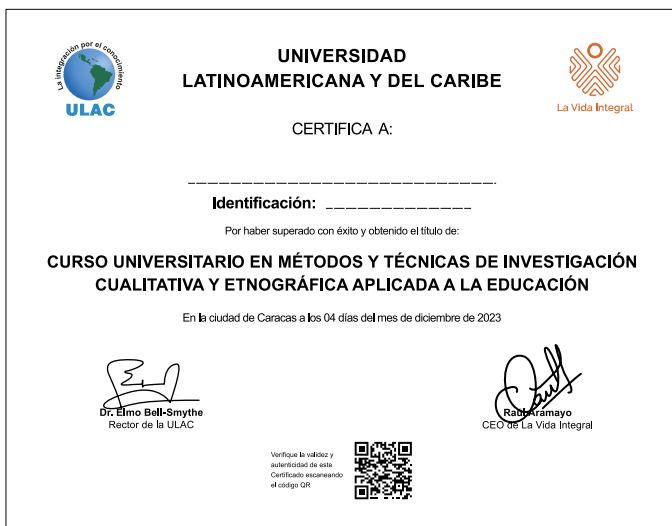 La integración por el conocimiento
ULAC
UNIVERSIDAD
LATINOAMERICANA Y DEL CARIBE
La Vida Integral
CERTIFICA A:
Identificación:
Por haber superado con éxito y obtenido el título de:
CURSO UNIVERSITARIO EN MÉTODOS Y TÉCNICAS DE INVESTIGACIÓN
CUALITATIVA Y ETNOGRÁFICA APLICADA A LA EDUCACIÓN
En la ciudad de Caracas a los 04 días del mes de diciembre de 2023
Dr. Elmo Bell-Smythe
Rector de la ULAC
Raúl Aramayo
CEO de La Vida Integral
Verifique la validez y
autenticidad de este
Certificado escaneando
el código QR